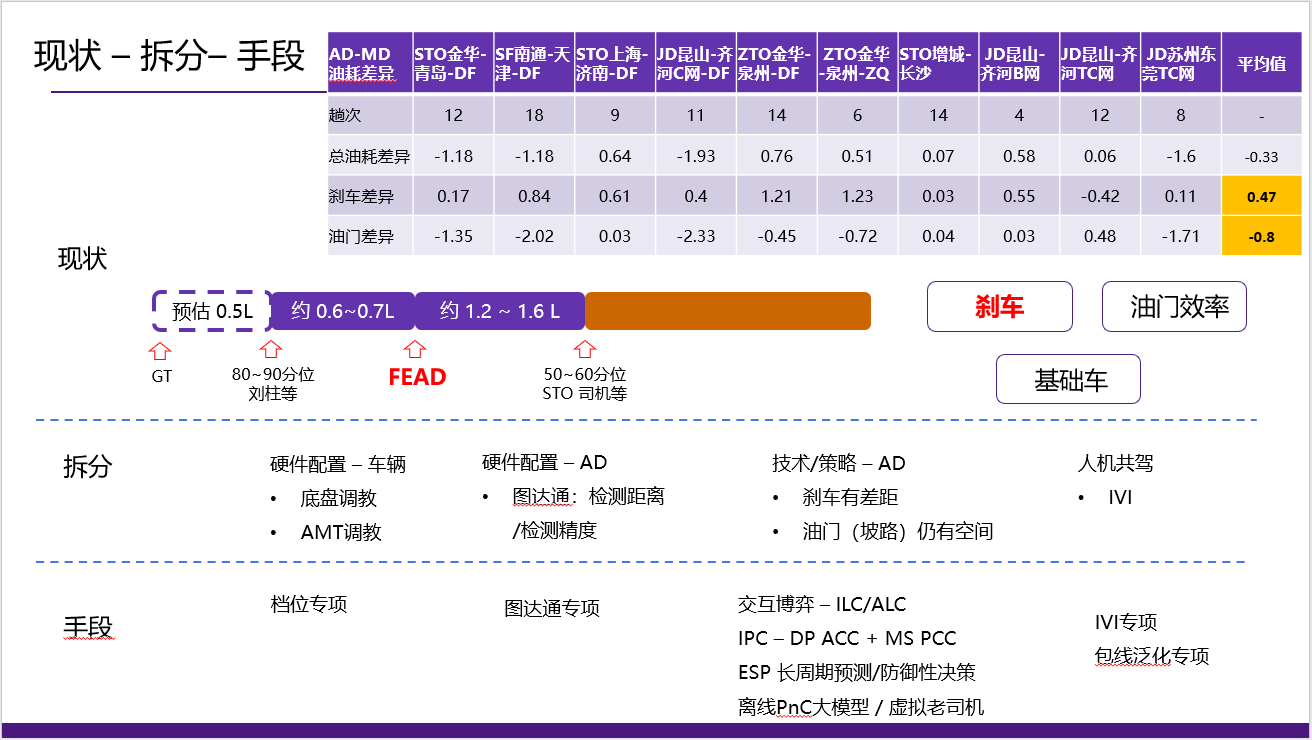 现状 – 拆分– 手段
AD-MD 油耗差异 STO金华-青岛-DF SF南通-天津-DF STO上海-济南-DF JD昆山-齐河C网-DF ZTO金华-泉州-DF ZTO金华-泉州-ZQ STO增城-长沙 JD昆山-齐河B网 JD昆山-齐河TC网 JD苏州东莞TC网 平均值
趟次 12 18 9 11 14 6 14 4 12 8 -
总油耗差异 -1.18 -1.18 0.64 -1.93 0.76 0.51 0.07 0.58 0.06 -1.6 -0.33
刹车差异 0.17 0.84 0.61 0.4 1.21 1.23 0.03 0.55 -0.42 0.11 0.47
油门差异 -1.35 -2.02 0.03 -2.33 -0.45 -0.72 0.04 0.03 0.48 -1.71 -0.8
现状
预估 0.5L 约 0.6~0.7L 约 1.2 ~ 1.6 L
GT
80~90分位
刘柱等
FEAD
50~60分位
STO 司机等
刹车
油门效率
基础车
拆分
硬件配置 – 车辆
• 底盘调教
• AMT调教
硬件配置 – AD
• 图达通：检测距离
/检测精度
技术/策略 – AD
• 刹车有差距
• 油门（坡路）仍有空间
人机共驾
• IVI
手段
档位专项
图达通专项
交互博弈 – ILC/ALC
IPC – DP ACC + MS PCC
ESP 长周期预测/防御性决策
离线PnC大模型 / 虚拟老司机
IVI专项
包线泛化专项